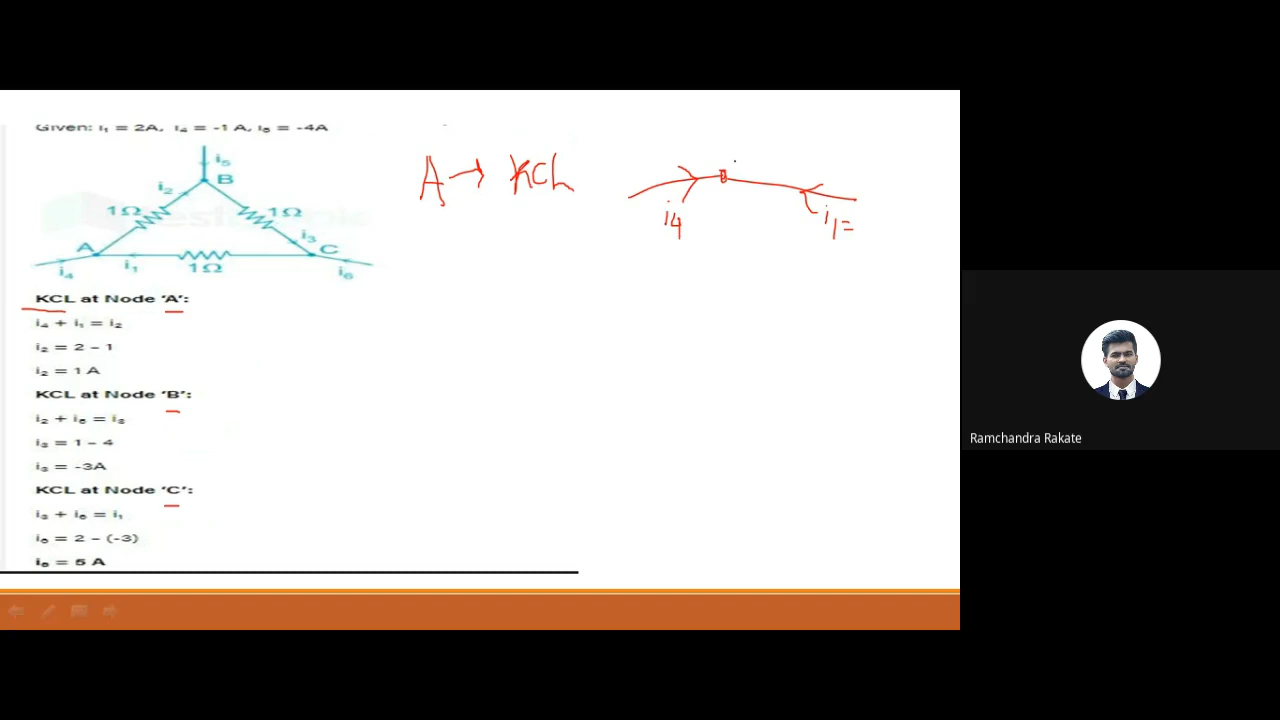 Given: i₁ = 2A, i₄ = -1 A, i₅ = -4A
i₅
B
i₂
1Ω
1Ω
i₃
A
C
i₄
i₁
1Ω
i₆
A → KCL
i4
i1=
KCL at Node ‘A’:
i₄ + i₁ = i₂
i₂ = 2 – 1
i₂ = 1 A
KCL at Node ‘B’:
i₂ + i₅ = i₃
i₃ = 1 – 4
i₃ = -3A
KCL at Node ‘C’:
i₃ + i₆ = i₁
i₆ = 2 – (-3)
i₆ = 5 A
Ramchandra Rakate